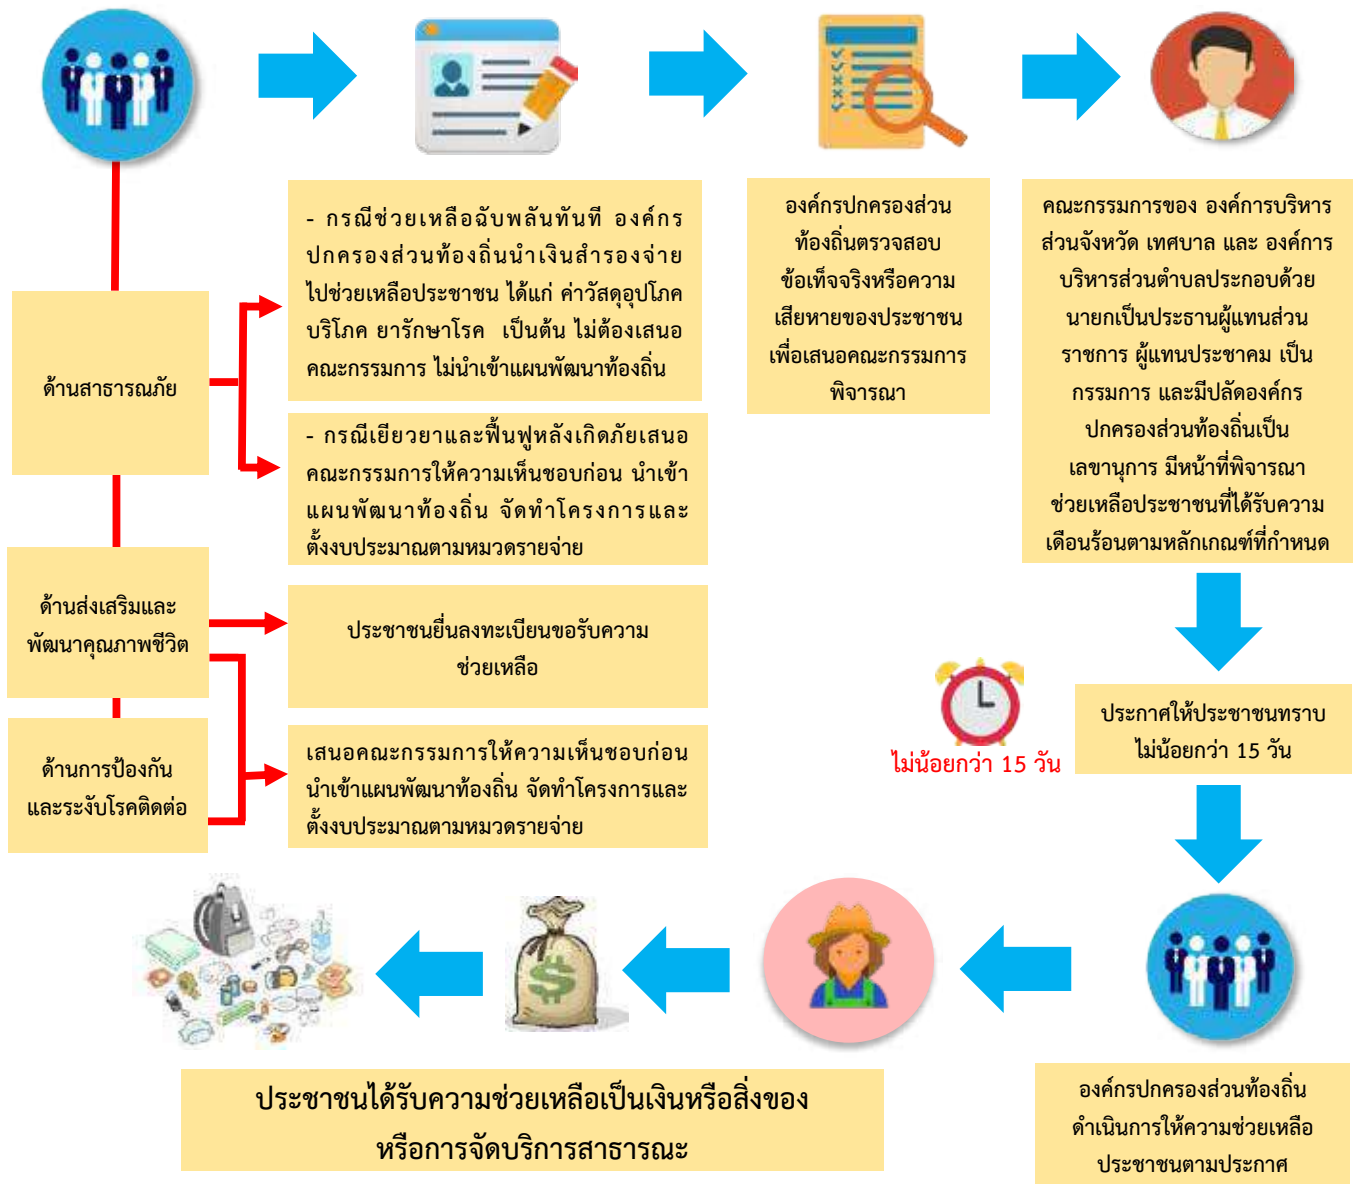 ด้านสาธารณภัย
- กรณีช่วยเหลือฉับพลันทันที องค์กร
ปกครองส่วนท้องถิ่นนำเงินสำรองจ่าย
ไปช่วยเหลือประชาชน ได้แก่ ค่าวัสดุอุปโภค
บริโภค ยารักษาโรค เป็นต้น ไม่ต้องเสนอ
คณะกรรมการ ไม่นำเข้าแผนพัฒนาท้องถิ่น
- กรณีเยียวยาและฟื้นฟูหลังเกิดภัยเสนอ
คณะกรรมการให้ความเห็นชอบก่อน นำเข้า
แผนพัฒนาท้องถิ่น จัดทำโครงการและ
ตั้งงบประมาณตามหมวดรายจ่าย
ด้านส่งเสริมและ
พัฒนาคุณภาพชีวิต
ประชาชนยื่นลงทะเบียนขอรับความ
ช่วยเหลือ
ด้านการป้องกัน
และระงับโรคติดต่อ
เสนอคณะกรรมการให้ความเห็นชอบก่อน
นำเข้าแผนพัฒนาท้องถิ่น จัดทำโครงการและ
ตั้งงบประมาณตามหมวดรายจ่าย
องค์กรปกครองส่วน
ท้องถิ่นตรวจสอบ
ข้อเท็จจริงหรือความ
เสียหายของประชาชน
เพื่อเสนอคณะกรรมการ
พิจารณา
คณะกรรมการของ องค์การบริหาร
ส่วนจังหวัด เทศบาล และ องค์การ
บริหารส่วนตำบลประกอบด้วย
นายกเป็นประธานผู้แทนส่วน
ราชการ ผู้แทนประชาคม เป็น
กรรมการ และมีปลัดองค์กร
ปกครองส่วนท้องถิ่นเป็น
เลขานุการ มีหน้าที่พิจารณา
ช่วยเหลือประชาชนที่ได้รับความ
เดือนร้อนตามหลักเกณฑ์ที่กำหนด
ไม่น้อยกว่า 15 วัน
ประกาศให้ประชาชนทราบ
ไม่น้อยกว่า 15 วัน
องค์กรปกครองส่วนท้องถิ่น
ดำเนินการให้ความช่วยเหลือ
ประชาชนตามประกาศ
$
ประชาชนได้รับความช่วยเหลือเป็นเงินหรือสิ่งของ
หรือการจัดบริการสาธารณะ